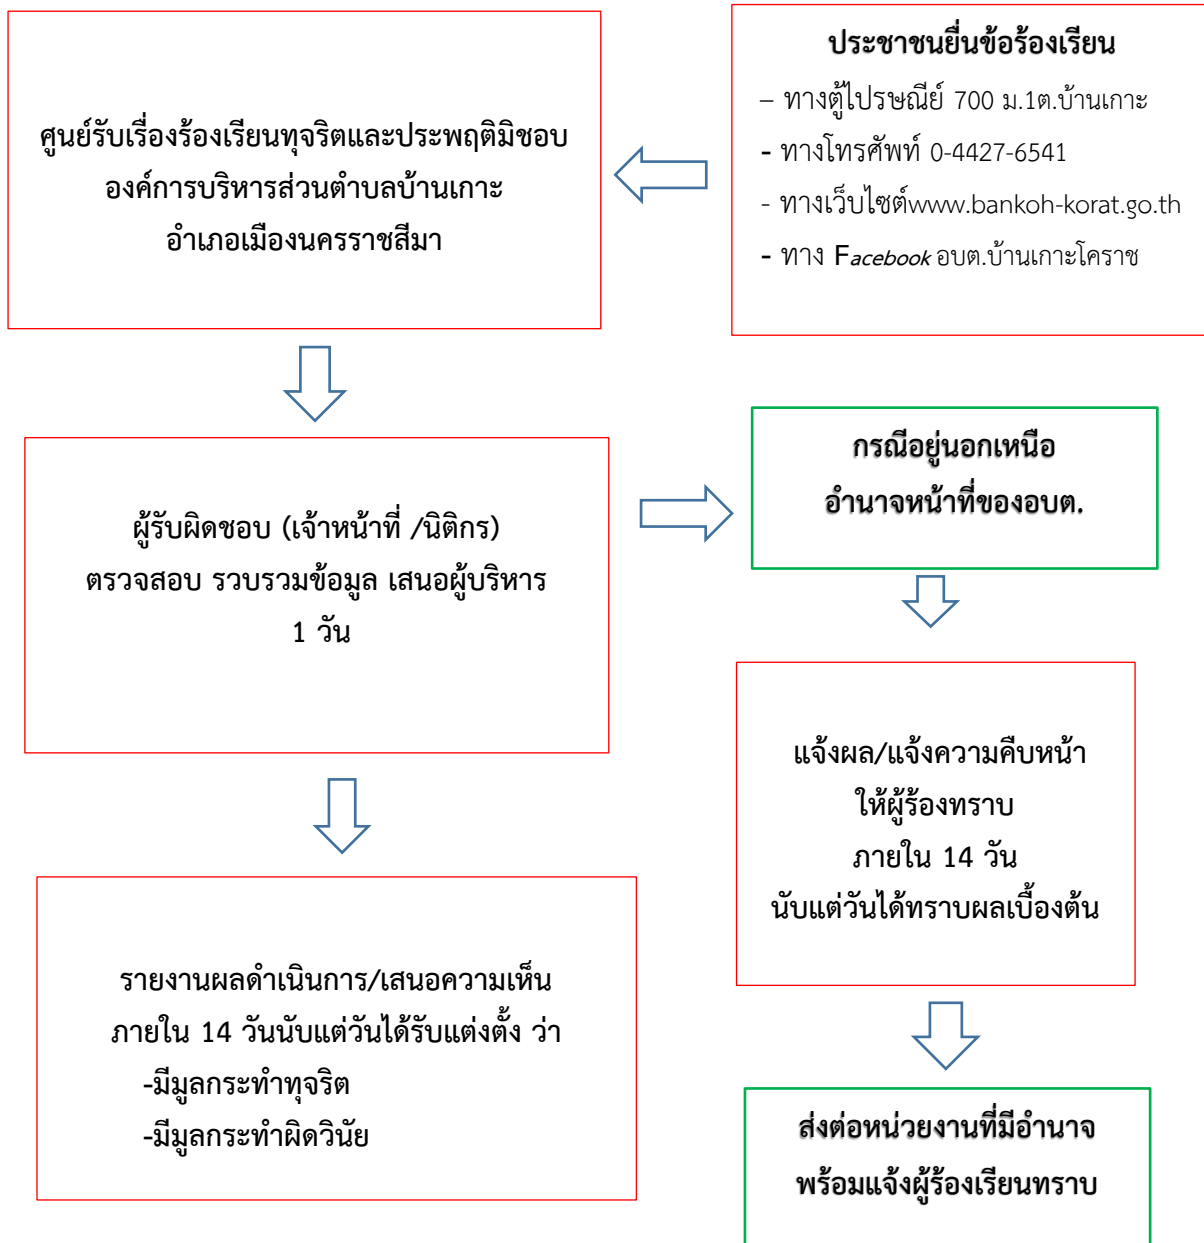 ประชาชนยื่นข้อร้องเรียน
– ทางตู้ไปรษณีย์ 700 ม.1ต.บ้านเกาะ
- ทางโทรศัพท์ 0-4427-6541
- ทางเว็บไซต์www.bankoh-korat.go.th
- ทาง Facebook อบต.บ้านเกาะโคราช
ศูนย์รับเรื่องร้องเรียนทุจริตและประพฤติมิชอบ
องค์การบริหารส่วนตำบลบ้านเกาะ
อำเภอเมืองนครราชสีมา
ผู้รับผิดชอบ (เจ้าหน้าที่ /นิติกร)
ตรวจสอบ รวบรวมข้อมูล เสนอผู้บริหาร
1 วัน
กรณีอยู่นอกเหนือ
อำนาจหน้าที่ของอบต.
แจ้งผล/แจ้งความคืบหน้า
ให้ผู้ร้องทราบ
ภายใน 14 วัน
นับแต่วันได้ทราบผลเบื้องต้น
รายงานผลดำเนินการ/เสนอความเห็น
ภายใน 14 วันนับแต่วันได้รับแต่งตั้ง ว่า
-มีมูลกระทำทุจริต
-มีมูลกระทำผิดวินัย
ส่งต่อหน่วยงานที่มีอำนาจ
พร้อมแจ้งผู้ร้องเรียนทราบ